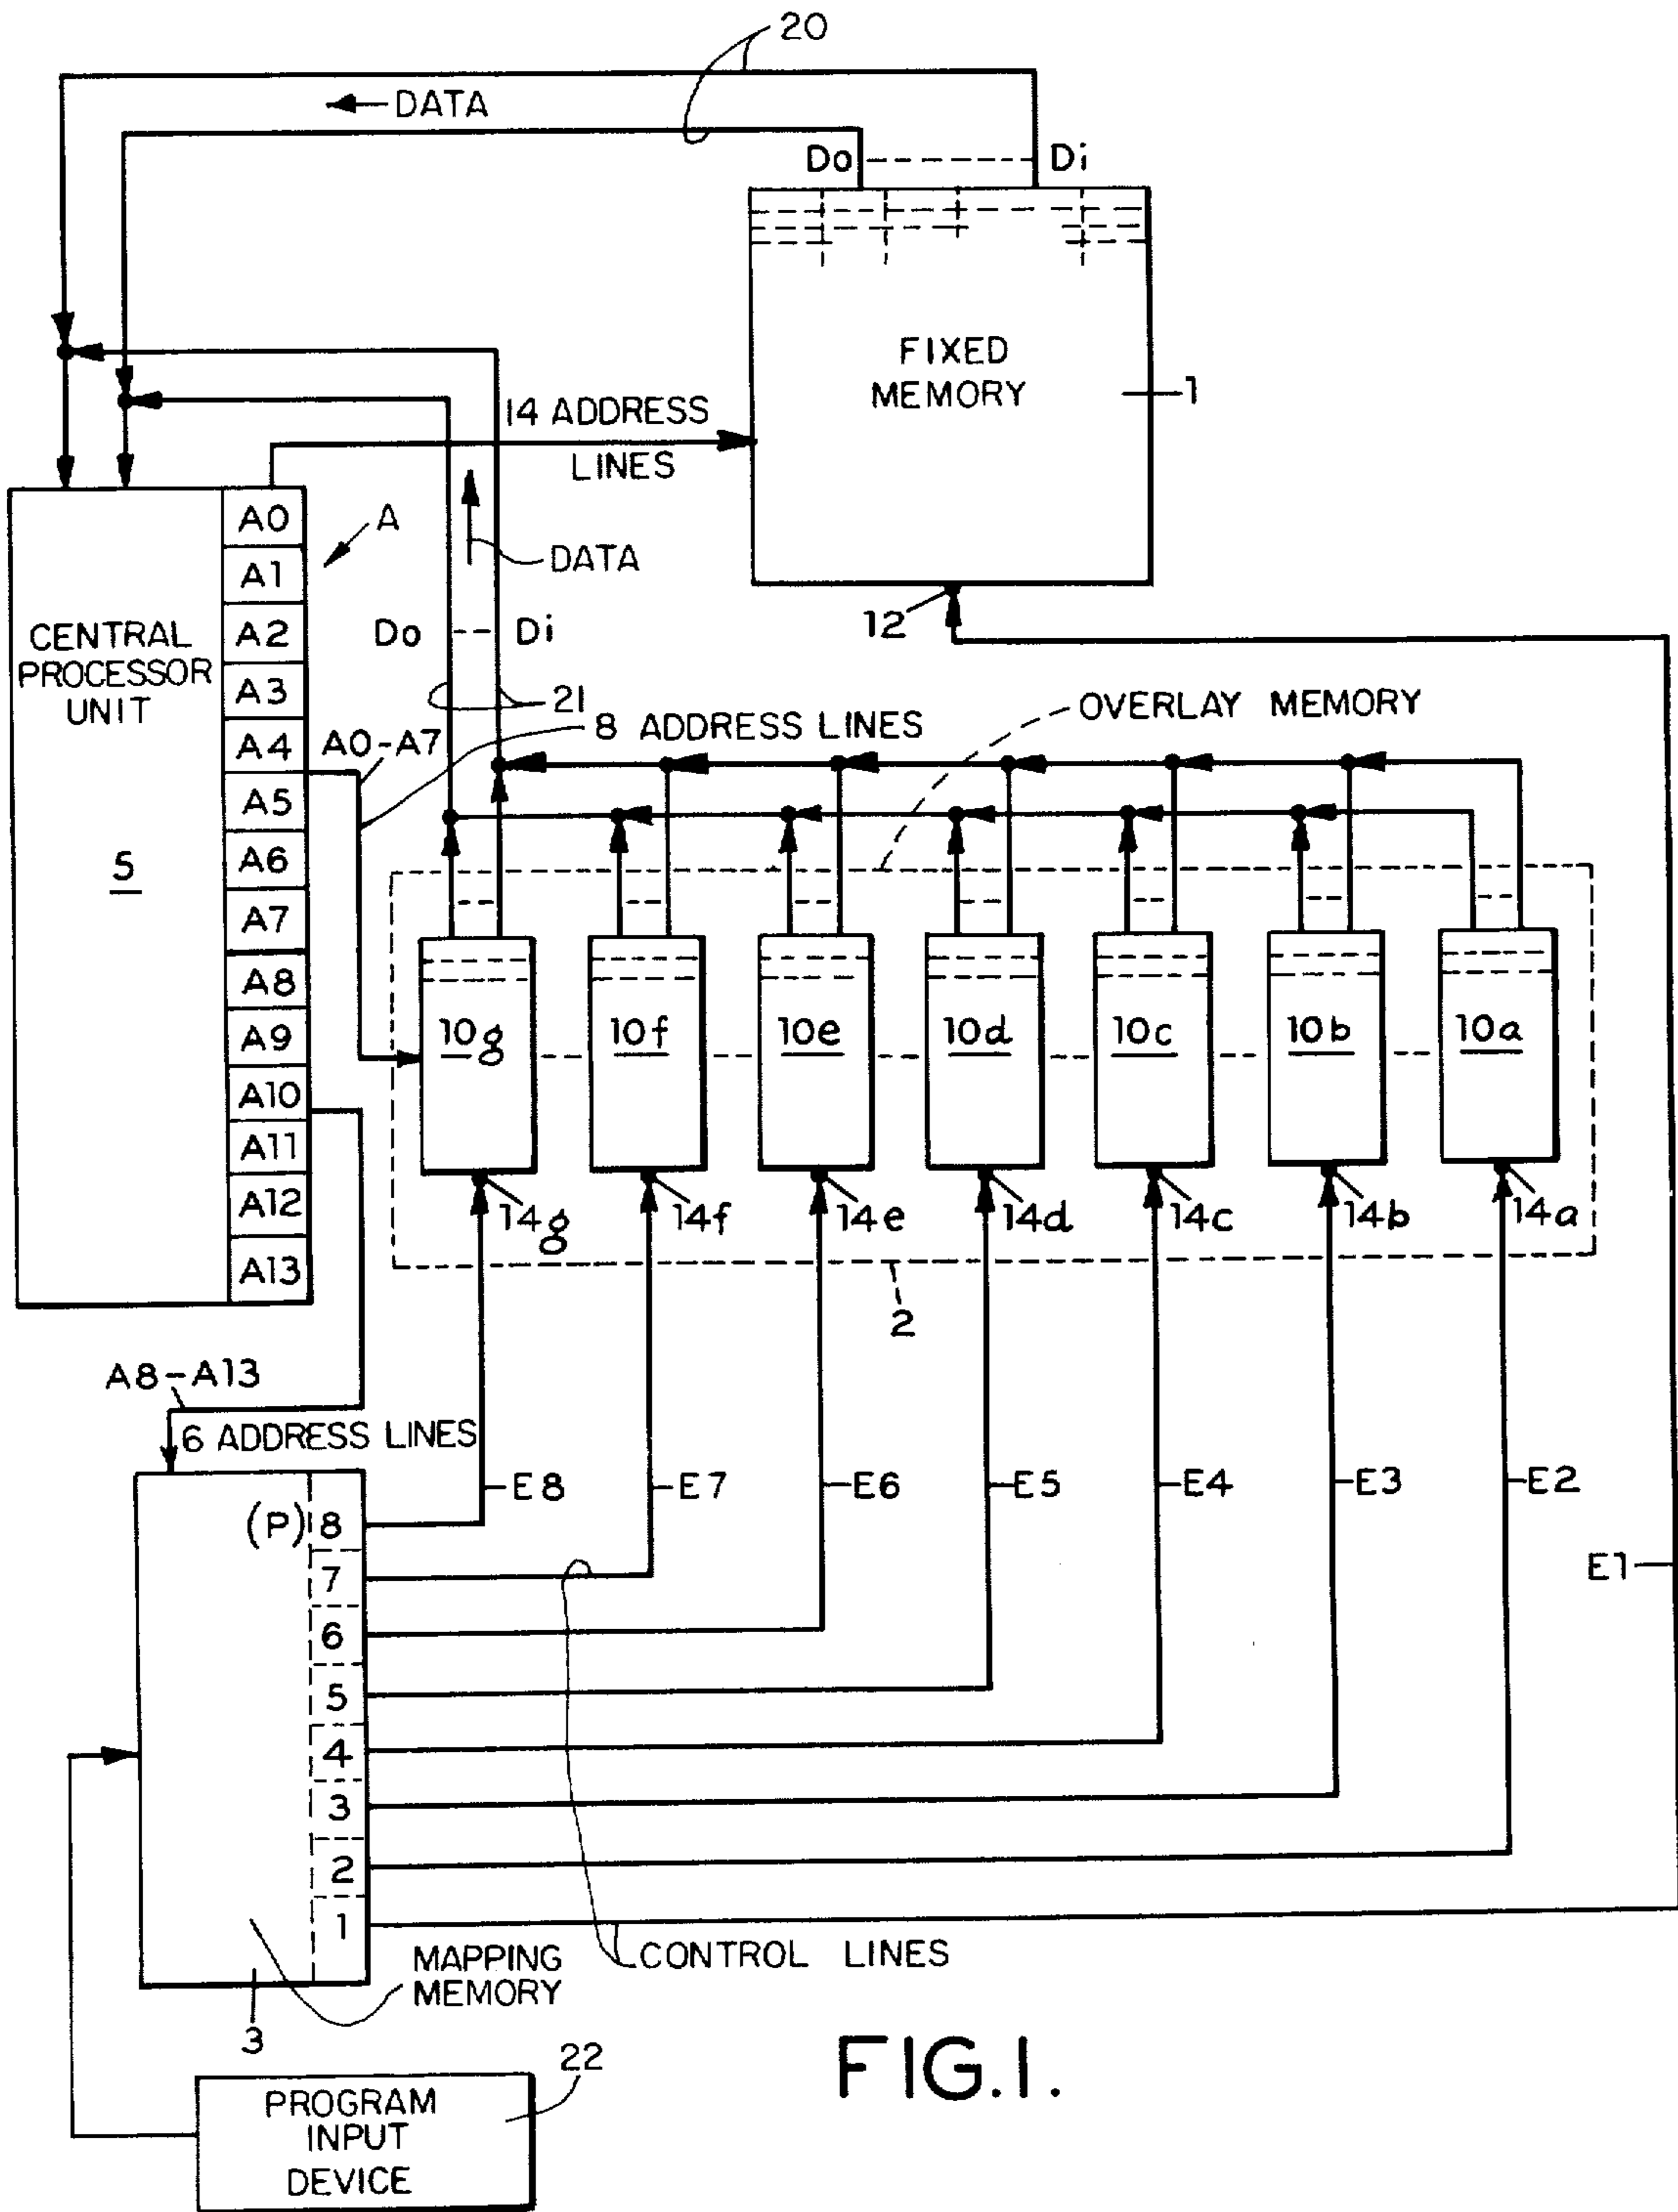 20
← DATA
Do
Di
FIXED
MEMORY
1
14 ADDRESS
LINES
A0
A1
A2
A3
A4
A5
A6
A7
A8
A9
A10
A11
A12
A13
A
DATA
CENTRAL
PROCESSOR
UNIT
5
Do
Di
12
21
8 ADDRESS LINES
OVERLAY MEMORY
A0-A7
10g
10f
10e
10d
10c
10b
10a
14g
14f
14e
14d
14c
14b
14a
2
A8-A13
6 ADDRESS LINES
E8
E7
E6
E5
E4
E3
E2
E1
(P)
8
7
6
5
4
3
2
1
MAPPING
MEMORY
CONTROL LINES
3
22
PROGRAM
INPUT
DEVICE
FIG.1.